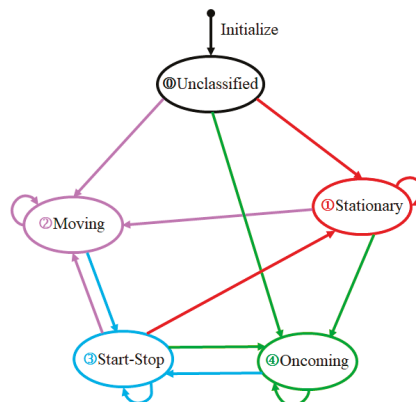 Initialize
⓪Unclassified
①Stationary
②Moving
③Start-Stop
④Oncoming